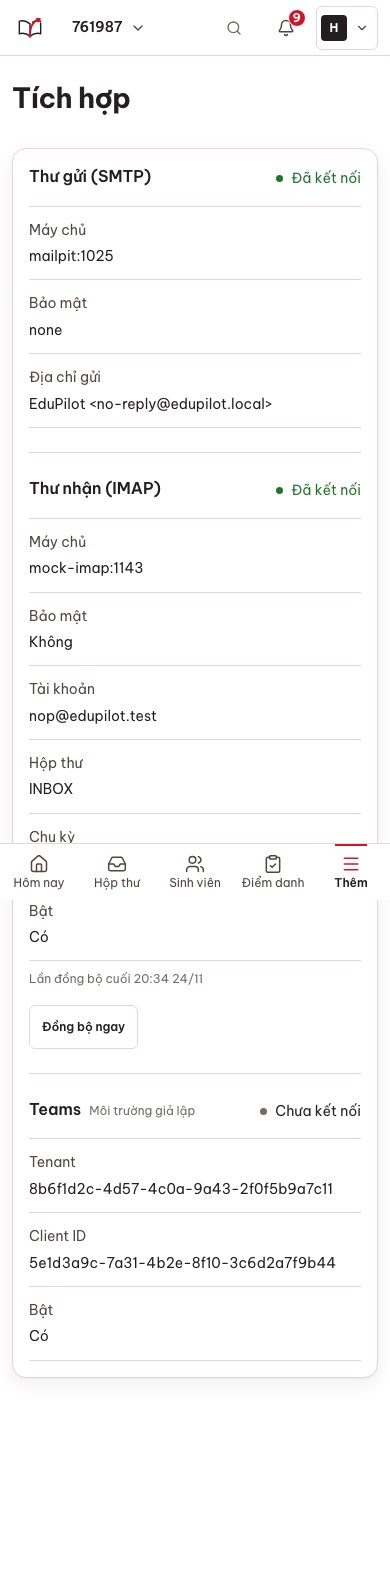 761987
9
H
Tích hợp
Thư gửi (SMTP)
Đã kết nối
Máy chủ
mailpit:1025
Bảo mật
none
Địa chỉ gửi
EduPilot <no-reply@edupilot.local>
Thư nhận (IMAP)
Đã kết nối
Máy chủ
mock-imap:1143
Bảo mật
Không
Tài khoản
nop@edupilot.test
Hộp thư
INBOX
Chu kỳ
Hôm nay
Hộp thư
Sinh viên
Điểm danh
Thêm
Bật
Có
Lần đồng bộ cuối 20:34 24/11
Đồng bộ ngay
Teams Môi trường giả lập
Chưa kết nối
Tenant
8b6f1d2c-4d57-4c0a-9a43-2f0f5b9a7c11
Client ID
5e1d3a9c-7a31-4b2e-8f10-3c6d2a7f9b44
Bật
Có